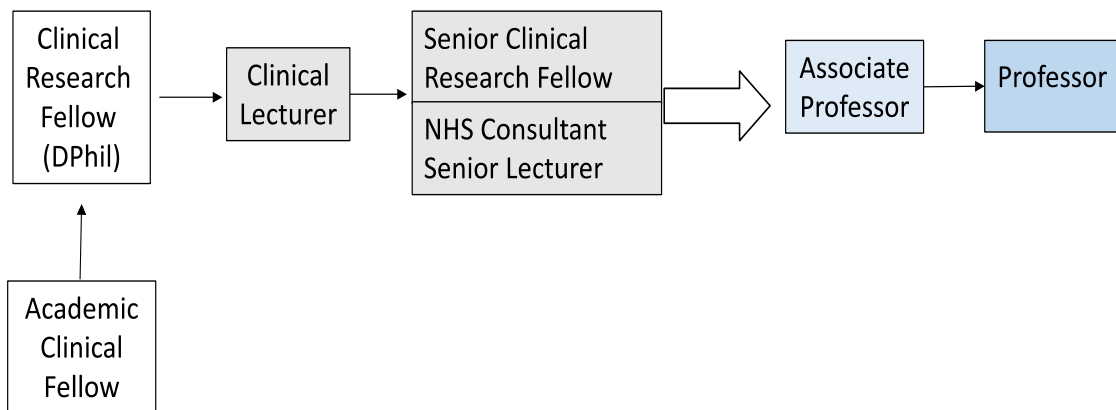 Clinical
Research
Fellow
(DPhil)
Clinical
Lecturer
Senior Clinical
Research Fellow
NHS Consultant
Senior Lecturer
Associate
Professor
Professor
Academic
Clinical
Fellow